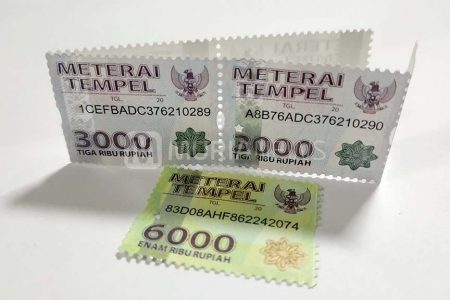 METERAI
TEMPEL
TGL. 20
1CEFBADC376210289
3000
TIGA RIBU RUPIAH
METERAI
TEMPEL
TGL. 20
A8B76ADC376210290
3000
TIGA RIBU RUPIAH
METERAI
TEMPEL
TGL. 20
83D08AHF862242074
6000
ENAM RIBU RUPIAH